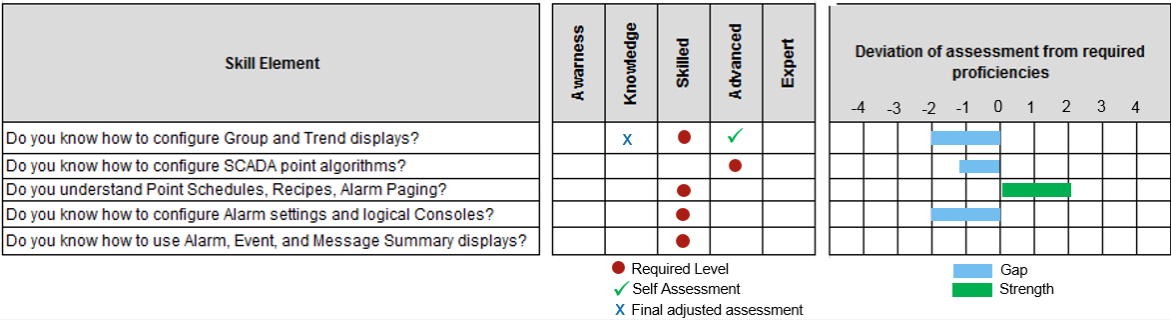 Skill Element
Awarness
Knowledge
Skilled
Advanced
Expert
Deviation of assessment from required
proficiencies
-4 -3 -2 -1 0 1 2 3 4
Do you know how to configure Group and Trend displays?
X
Do you know how to configure SCADA point algorithms?
Do you understand Point Schedules, Recipes, Alarm Paging?
Do you know how to configure Alarm settings and logical Consoles?
Do you know how to use Alarm, Event, and Message Summary displays?
Required Level
Self Assessment
X Final adjusted assessment
Gap
Strength